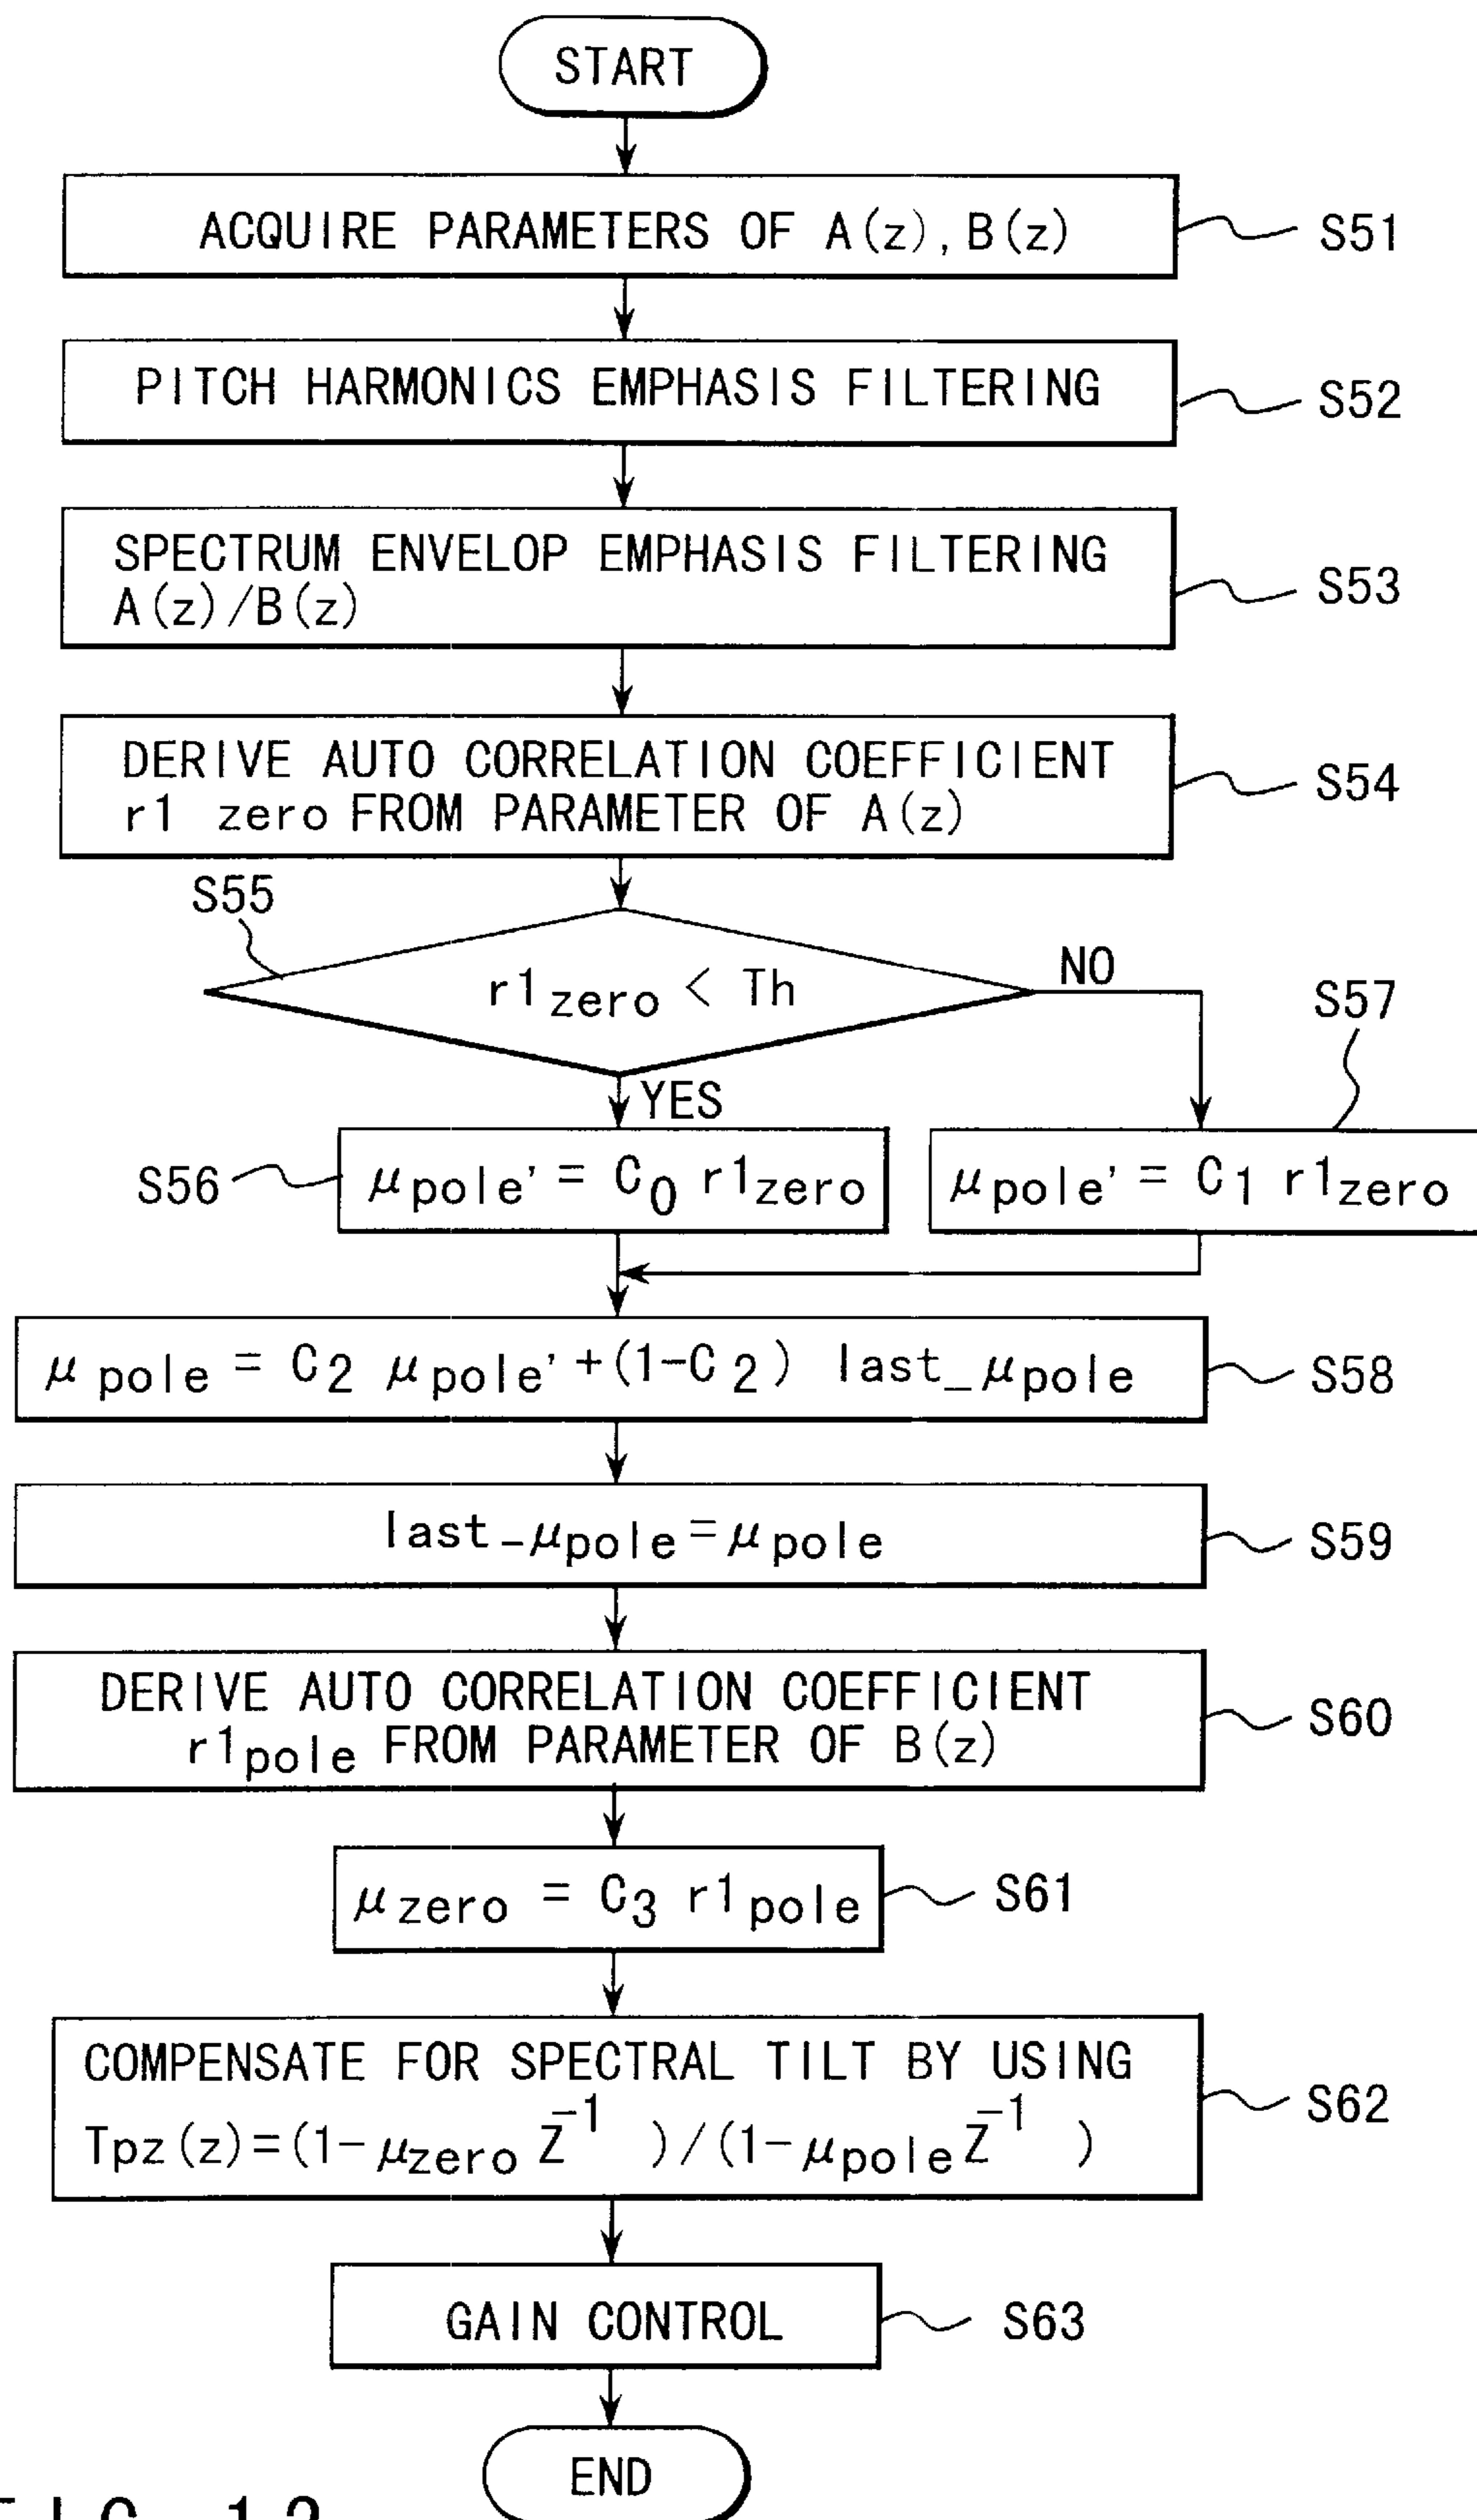 START
ACQUIRE PARAMETERS OF A(z), B(z)
S51
PITCH HARMONICS EMPHASIS FILTERING
S52
SPECTRUM ENVELOP EMPHASIS FILTERING
A(z)/B(z)
S53
DERIVE AUTO CORRELATION COEFFICIENT
r1 zero FROM PARAMETER OF A(z)
S54
S55
r1zero < Th
NO
S57
YES
S56
μpole' = C0 r1zero
μpole' = C1 r1zero
μpole = C2 μpole' + (1-C2) last_μpole
S58
last_μpole = μpole
S59
DERIVE AUTO CORRELATION COEFFICIENT
r1pole FROM PARAMETER OF B(z)
S60
μzero = C3 r1pole
S61
COMPENSATE FOR SPECTRAL TILT BY USING
Tpz(z)=(1-μzero Z^-1 )/(1-μpole Z^-1 )
S62
GAIN CONTROL
S63
END